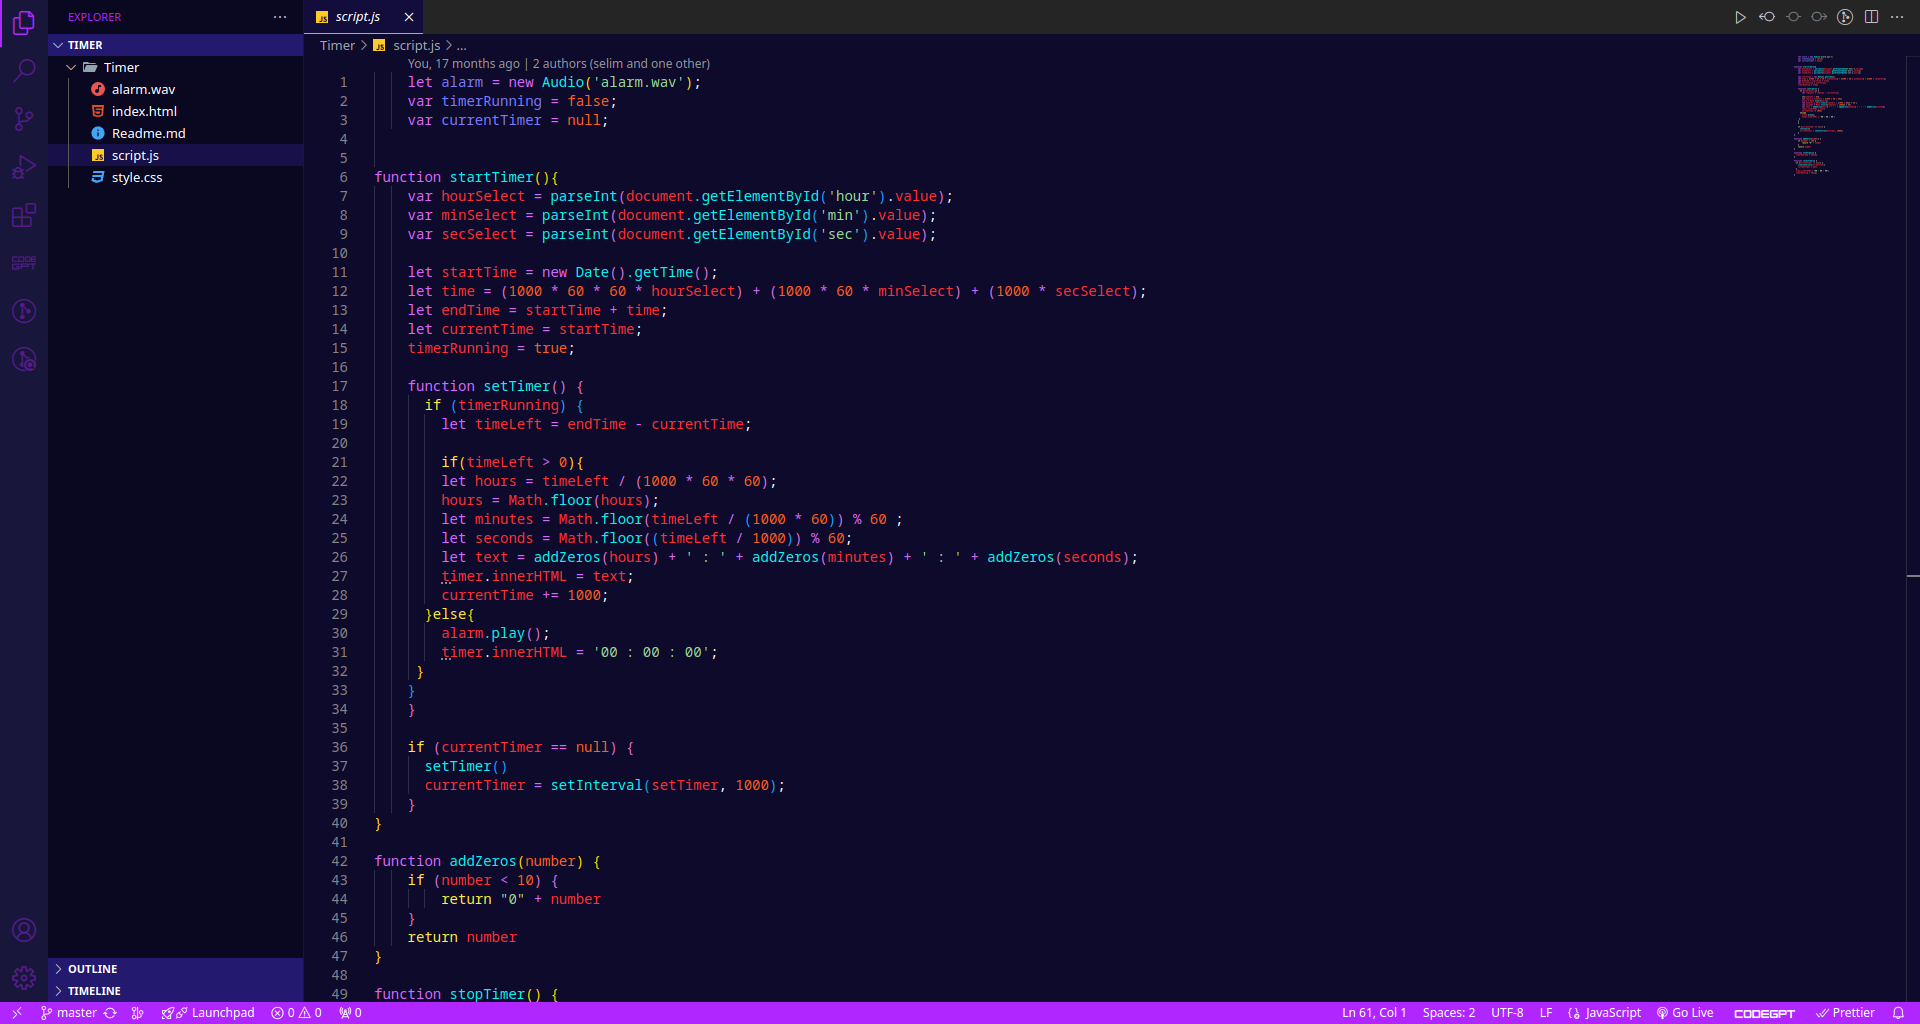 EXPLORER
script.js
TIMER
Timer
alarm.wav
index.html
Readme.md
script.js
style.css
Timer > script.js > ...
You, 17 months ago | 2 authors (selim and one other)
1 let alarm = new Audio('alarm.wav');
2 var timerRunning = false;
3 var currentTimer = null;
4
5
6 function startTimer(){
7 var hourSelect = parseInt(document.getElementById('hour').value);
8 var minSelect = parseInt(document.getElementById('min').value);
9 var secSelect = parseInt(document.getElementById('sec').value);
10
11 let startTime = new Date().getTime();
12 let time = (1000 * 60 * 60 * hourSelect) + (1000 * 60 * minSelect) + (1000 * secSelect);
13 let endTime = startTime + time;
14 let currentTime = startTime;
15 timerRunning = true;
16
17 function setTimer() {
18 if (timerRunning) {
19 let timeLeft = endTime - currentTime;
20
21 if(timeLeft > 0){
22 let hours = timeLeft / (1000 * 60 * 60);
23 hours = Math.floor(hours);
24 let minutes = Math.floor(timeLeft / (1000 * 60)) % 60 ;
25 let seconds = Math.floor((timeLeft / 1000)) % 60;
26 let text = addZeros(hours) + ' : ' + addZeros(minutes) + ' : ' + addZeros(seconds);
27 timer.innerHTML = text;
28 currentTime += 1000;
29 }else{
30 alarm.play();
31 timer.innerHTML = '00 : 00 : 00';
32 }
33 }
34 }
35
36 if (currentTimer == null) {
37 setTimer()
38 currentTimer = setInterval(setTimer, 1000);
39 }
40 }
41
42 function addZeros(number) {
43 if (number < 10) {
44 return "0" + number
45 }
46 return number
47 }
48
49 function stopTimer() {
CODE
GPT
OUTLINE
TIMELINE
master
Launchpad
0 0
0
Ln 61, Col 1
Spaces: 2
UTF-8
LF
JavaScript
Go Live
CODEGPT
Prettier